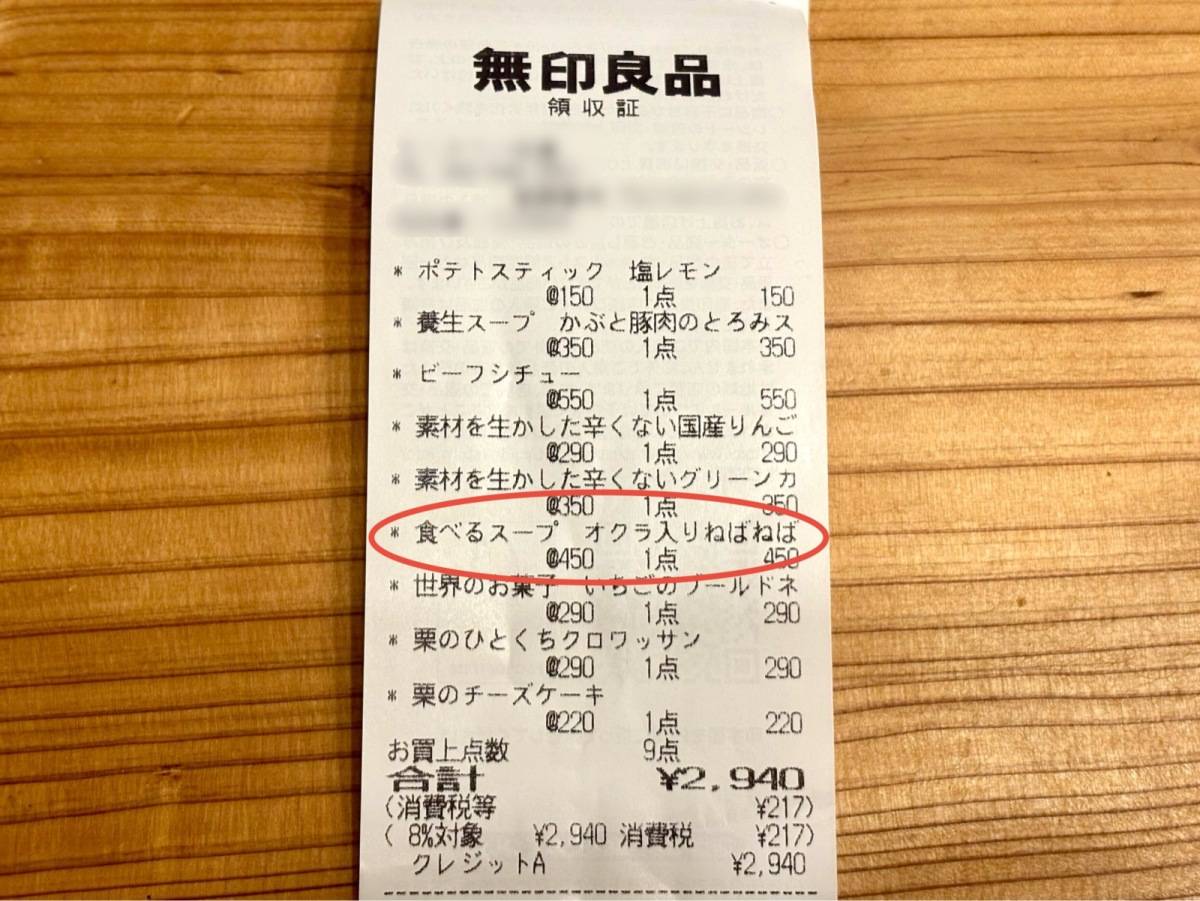 無印良品
領収証
* ポテトスティック 塩レモン
@150 1点 150
* 養生スープ かぶと豚肉のとろみス
@350 1点 350
* ビーフシチュー
@550 1点 550
* 素材を生かした辛くない国産りんご
@290 1点 290
* 素材を生かした辛くないグリーンカ
@350 1点 350
* 食べるスープ オクラ入りねばねば
@450 1点 450
* 世界のお菓子 いちごのブールドネ
@290 1点 290
* 栗のひとくちクロワッサン
@290 1点 290
* 栗のチーズケーキ
@220 1点 220
お買上点数 9点
合計 ¥2,940
(消費税等 ¥217)
( 8%対象 ¥2,940 消費税 ¥217)
クレジットA ¥2,940